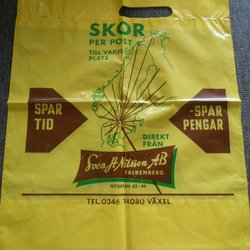 SKOR
PER POST
TILL VARJE
PLATS
SPAR
TID
-SPAR
PENGAR
DIREKT
FRÅN
Sven H. Nilsson AB
FALKENBERG
NYGATAN 62-64
TEL. 0346/14080 VÄXEL